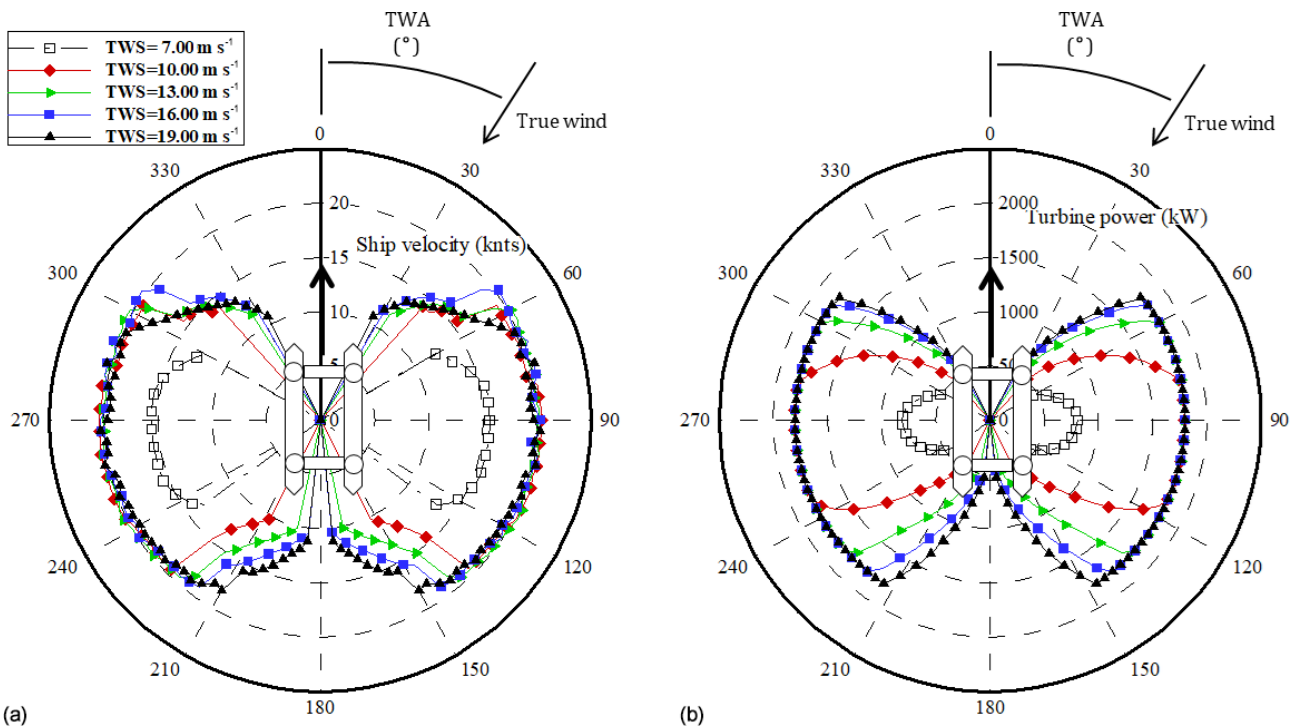 TWS= 7.00 m s⁻¹
TWS=10.00 m s⁻¹
TWS=13.00 m s⁻¹
TWS=16.00 m s⁻¹
TWS=19.00 m s⁻¹
TWA
(°)
True wind
0
30
60
90
120
150
180
210
240
270
300
330
20
15
10
5
0
Ship velocity (knts)
(a)
TWA
(°)
True wind
0
30
60
90
120
150
180
210
240
270
300
330
2000
1500
1000
5
0
Turbine power (kW)
(b)